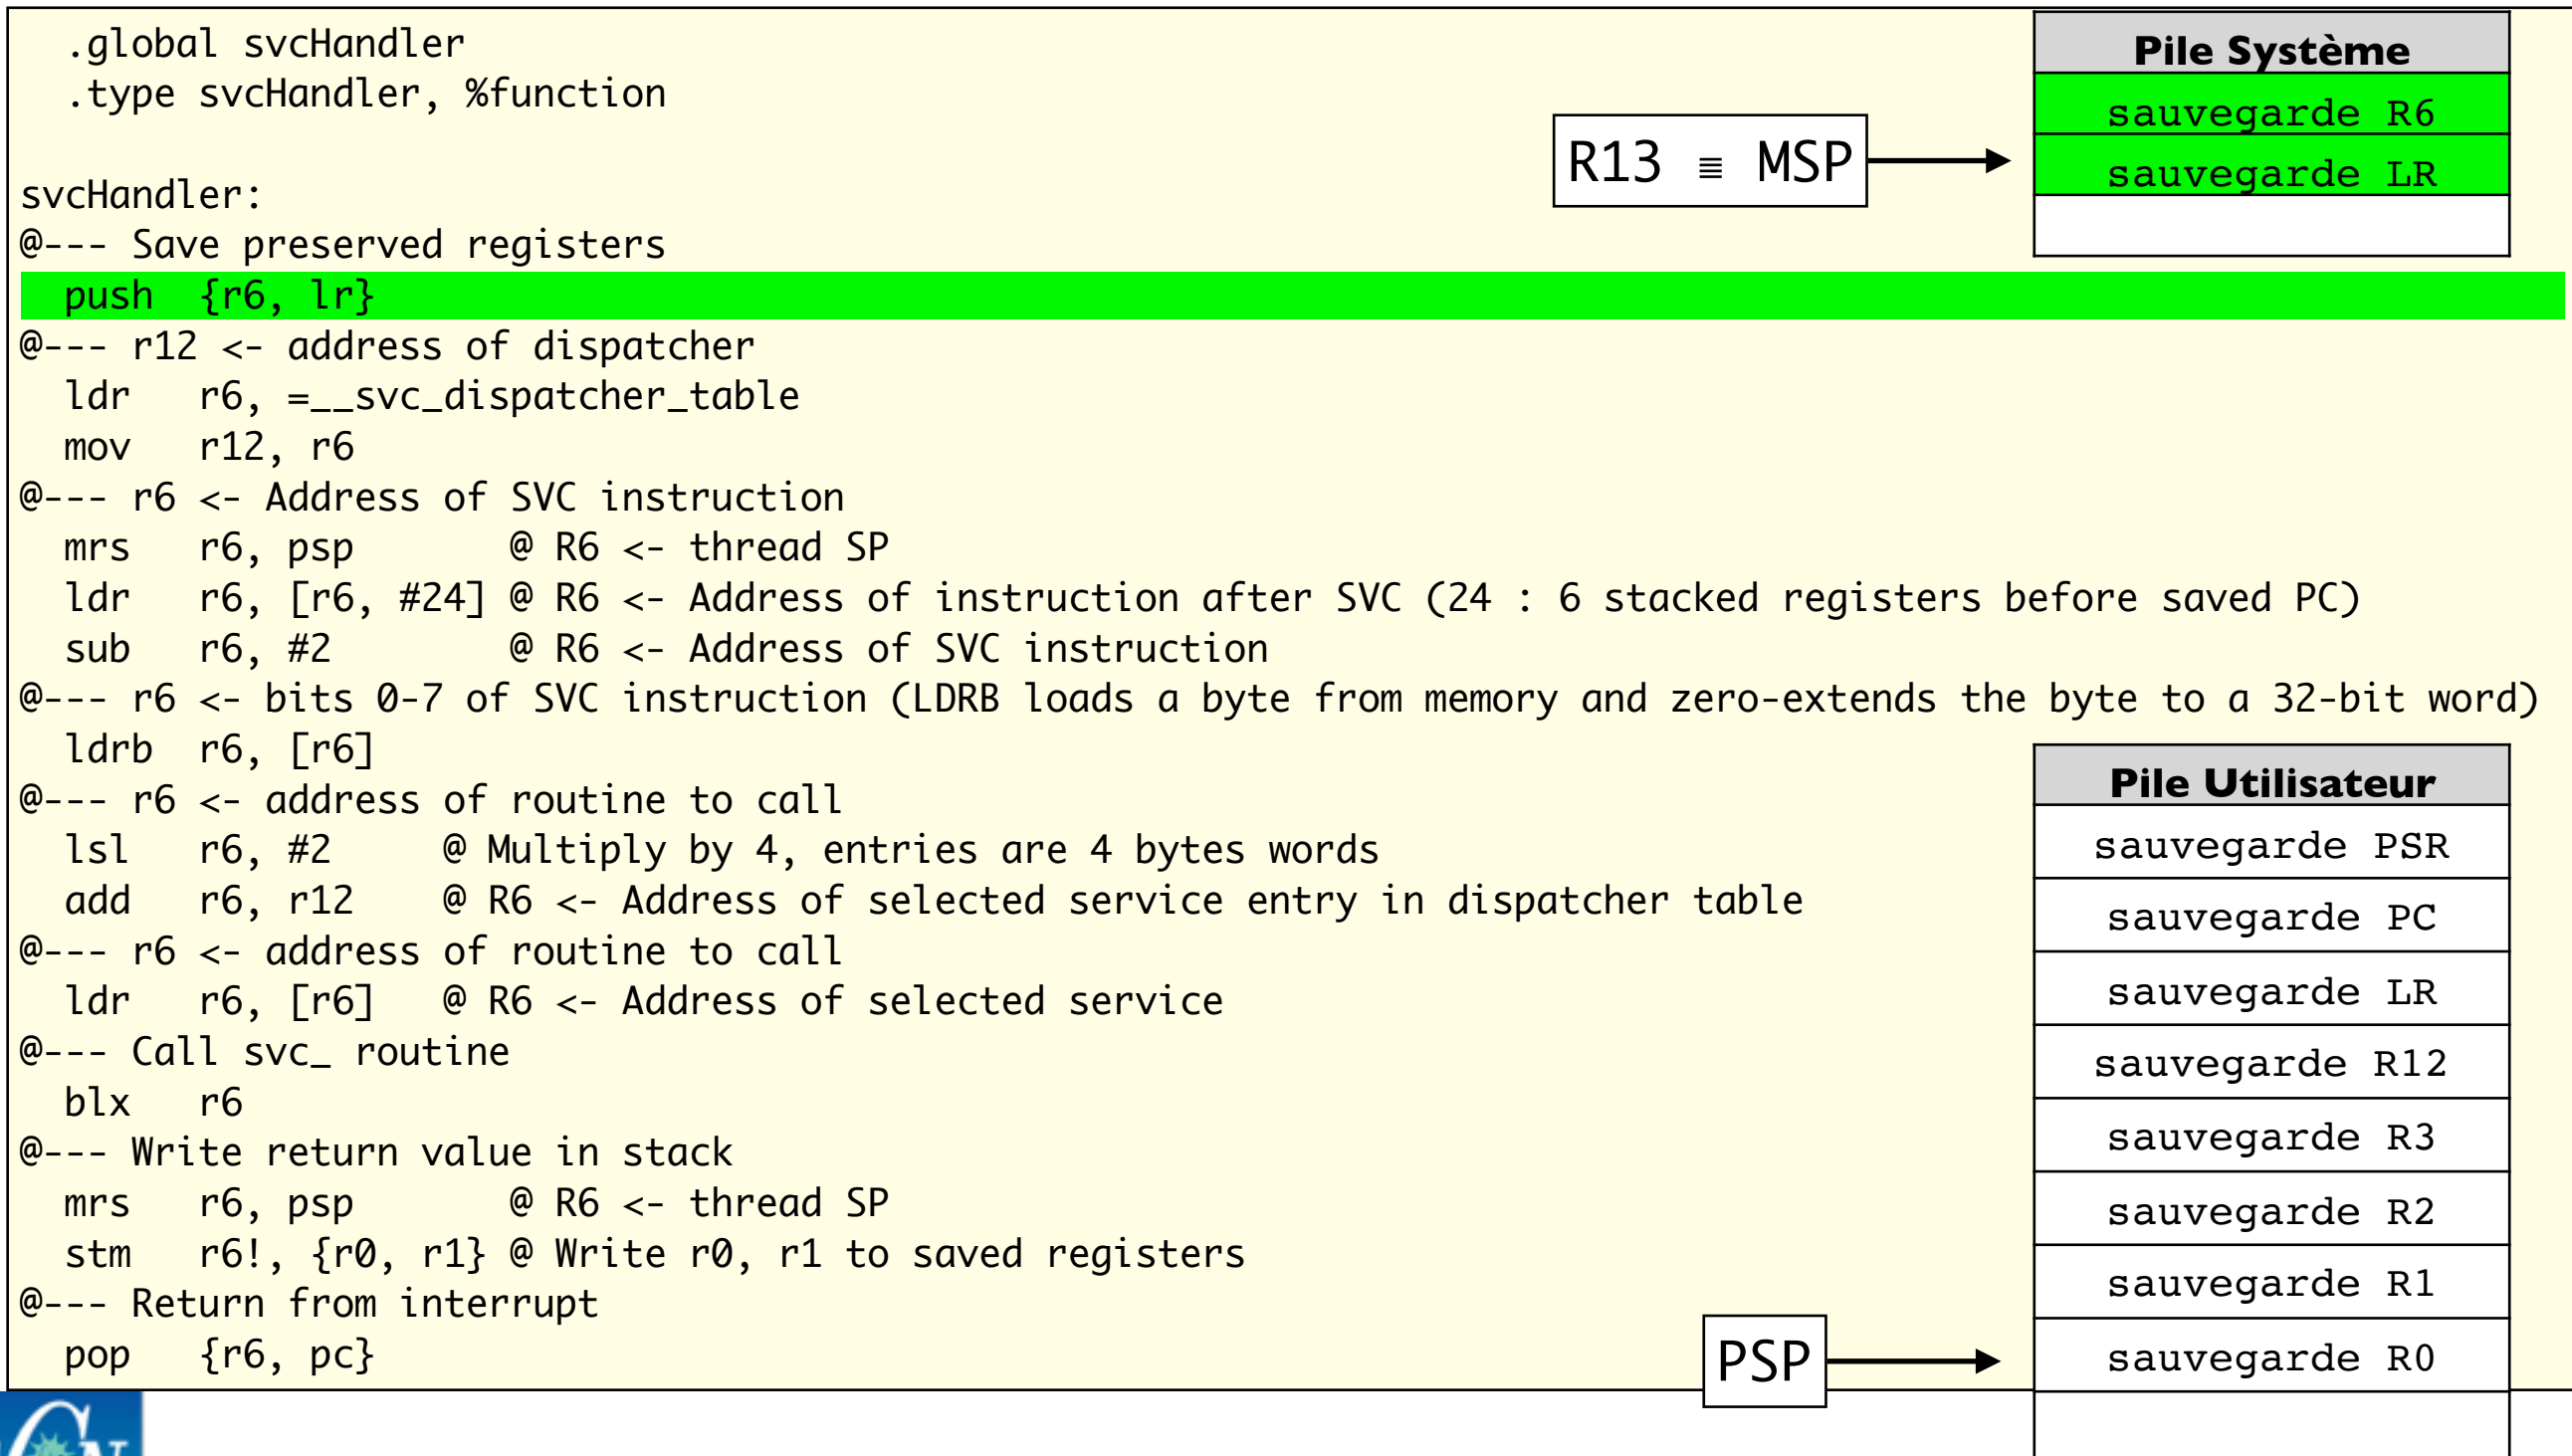 .global svcHandler
.type svcHandler, %function
svcHandler:
@--- Save preserved registers
push {r6, lr}
@--- r12 <- address of dispatcher
ldr r6, =__svc_dispatcher_table
mov r12, r6
@--- r6 <- Address of SVC instruction
mrs r6, psp @ R6 <- thread SP
ldr r6, [r6, #24] @ R6 <- Address of instruction after SVC (24 : 6 stacked registers before saved PC)
sub r6, #2 @ R6 <- Address of SVC instruction
@--- r6 <- bits 0-7 of SVC instruction (LDRB loads a byte from memory and zero-extends the byte to a 32-bit word)
ldrb r6, [r6]
@--- r6 <- address of routine to call
lsl r6, #2 @ Multiply by 4, entries are 4 bytes words
add r6, r12 @ R6 <- Address of selected service entry in dispatcher table
@--- r6 <- address of routine to call
ldr r6, [r6] @ R6 <- Address of selected service
@--- Call svc_ routine
blx r6
@--- Write return value in stack
mrs r6, psp @ R6 <- thread SP
stm r6!, {r0, r1} @ Write r0, r1 to saved registers
@--- Return from interrupt
pop {r6, pc}
R13 ≡ MSP
Pile Système
sauvegarde R6
sauvegarde LR
Pile Utilisateur
sauvegarde PSR
sauvegarde PC
sauvegarde LR
sauvegarde R12
sauvegarde R3
sauvegarde R2
sauvegarde R1
sauvegarde R0
PSP